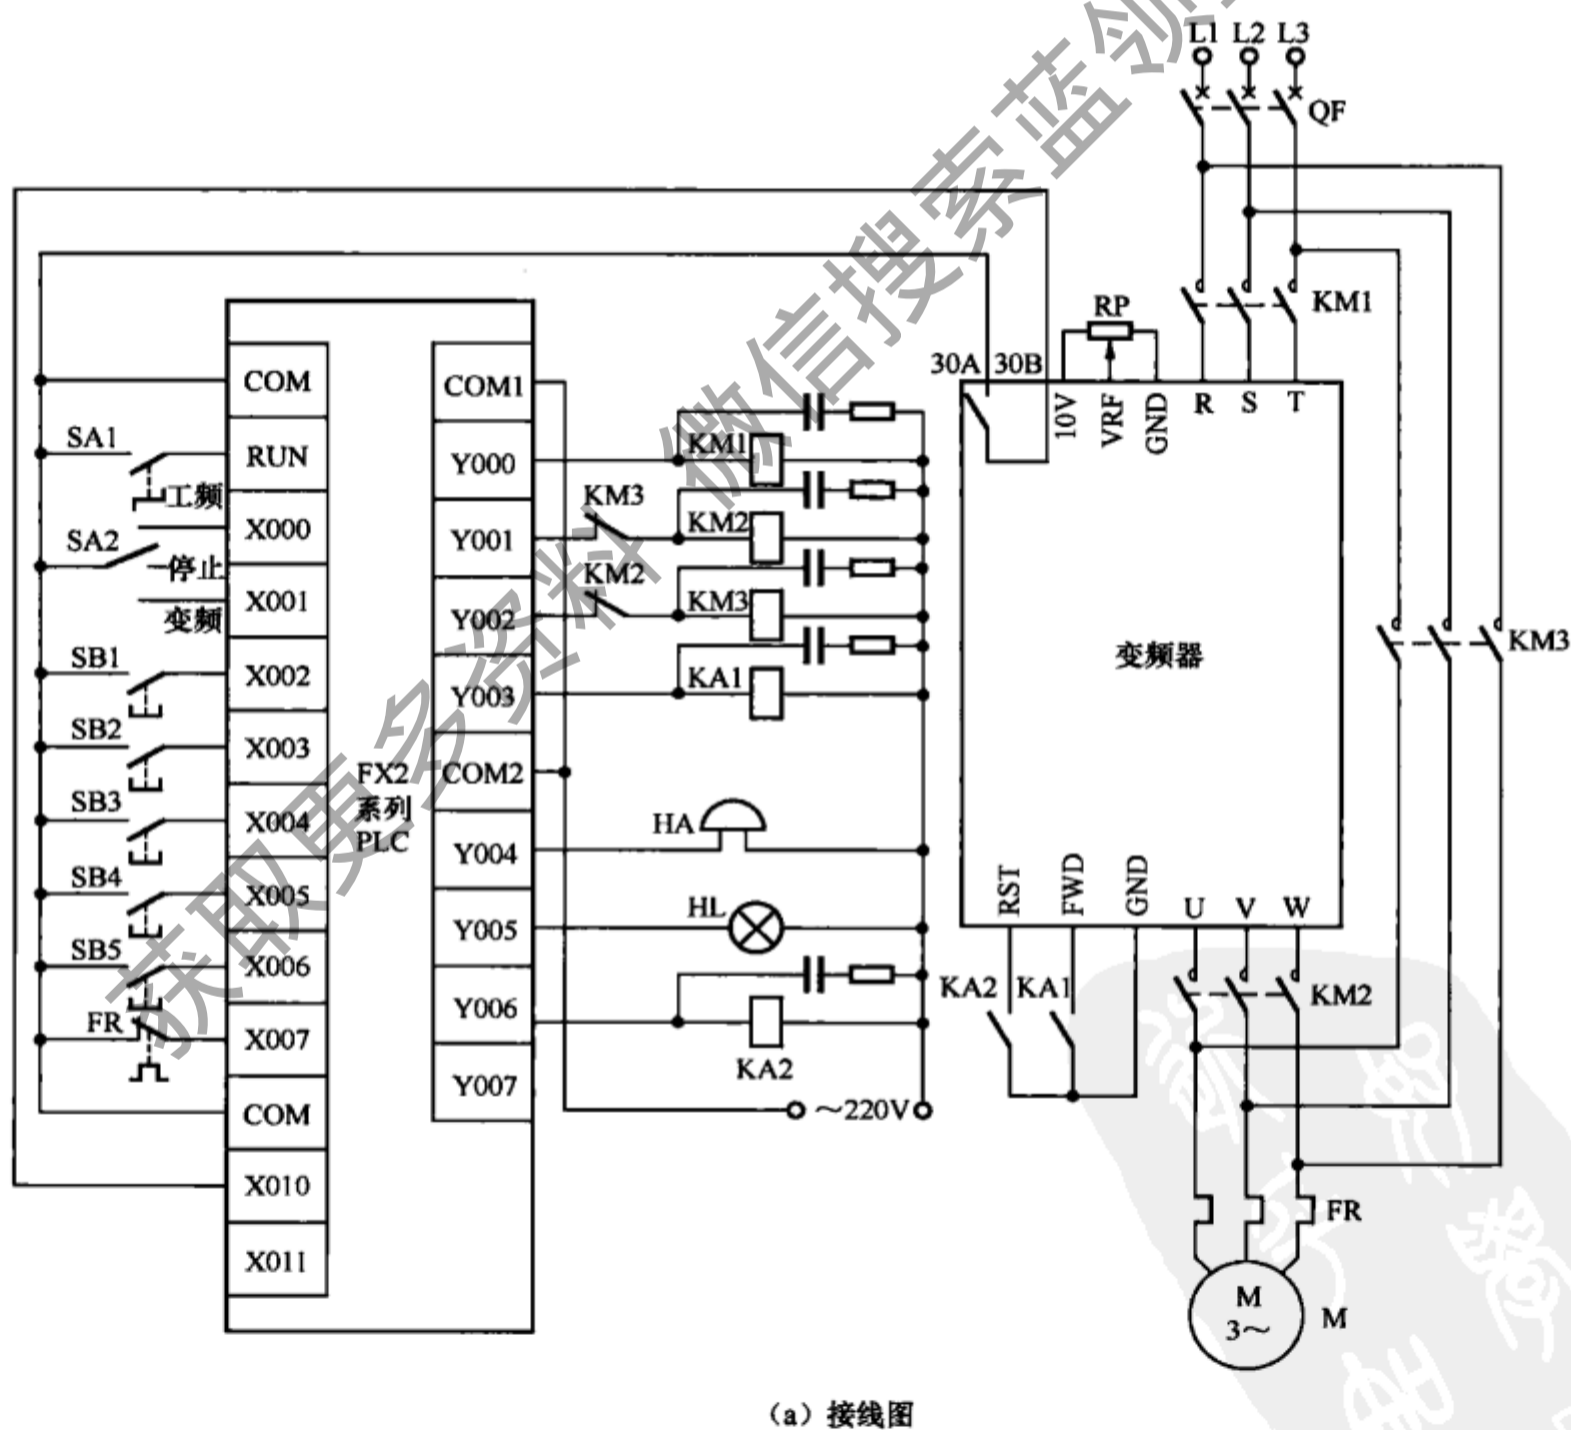 L1 L2 L3
QF
KM1
RP
30A 30B
10V
VRF
GND
R S T
COM
RUN
X000
X001
X002
X003
X004
X005
X006
X007
COM
X010
X011
SA1
工频
SA2
停止
变频
SB1
SB2
SB3
SB4
SB5
FR
FX2
系列
PLC
COM1
Y000
Y001
Y002
Y003
COM2
Y004
Y005
Y006
Y007
KM1
KM3
KM2
KM2
KM3
KA1
HA
HL
KA2
～220V
变频器
KM3
RST
FWD
GND
U V W
KA2 KA1
KM2
FR
M
3～
M
(a) 接线图
获取更多资料 微信搜索蓝领